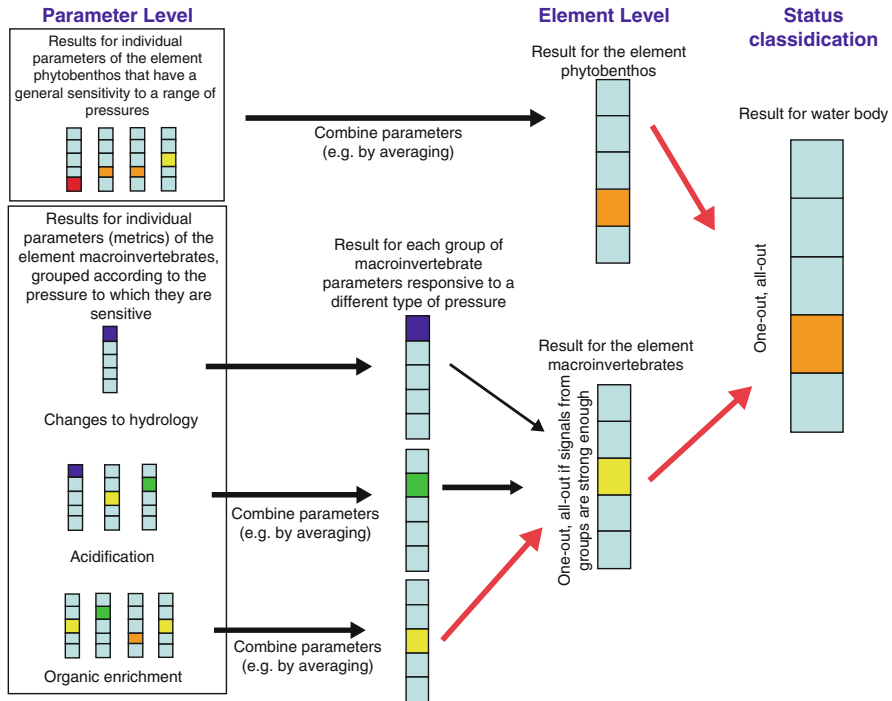 Parameter Level
Results for individual
parameters of the element
phytobenthos that have a
general sensitivity to a range of
pressures
Combine parameters
(e.g. by averaging)
Element Level
Result for the element
phytobenthos
Status
classidication
Result for water body
One-out, all-out
Results for individual
parameters (metrics) of the
element macroinvertebrates,
grouped according to the
pressure to which they are
sensitive
Changes to hydrology
Acidification
Organic enrichment
Combine parameters
(e.g. by averaging)
Combine parameters
(e.g. by averaging)
Result for each group of
macroinvertebrate
parameters responsive to
a different type of pressure
Result for the element
macroinvertebrates
One-out, all-out if signals from
groups are strong enough